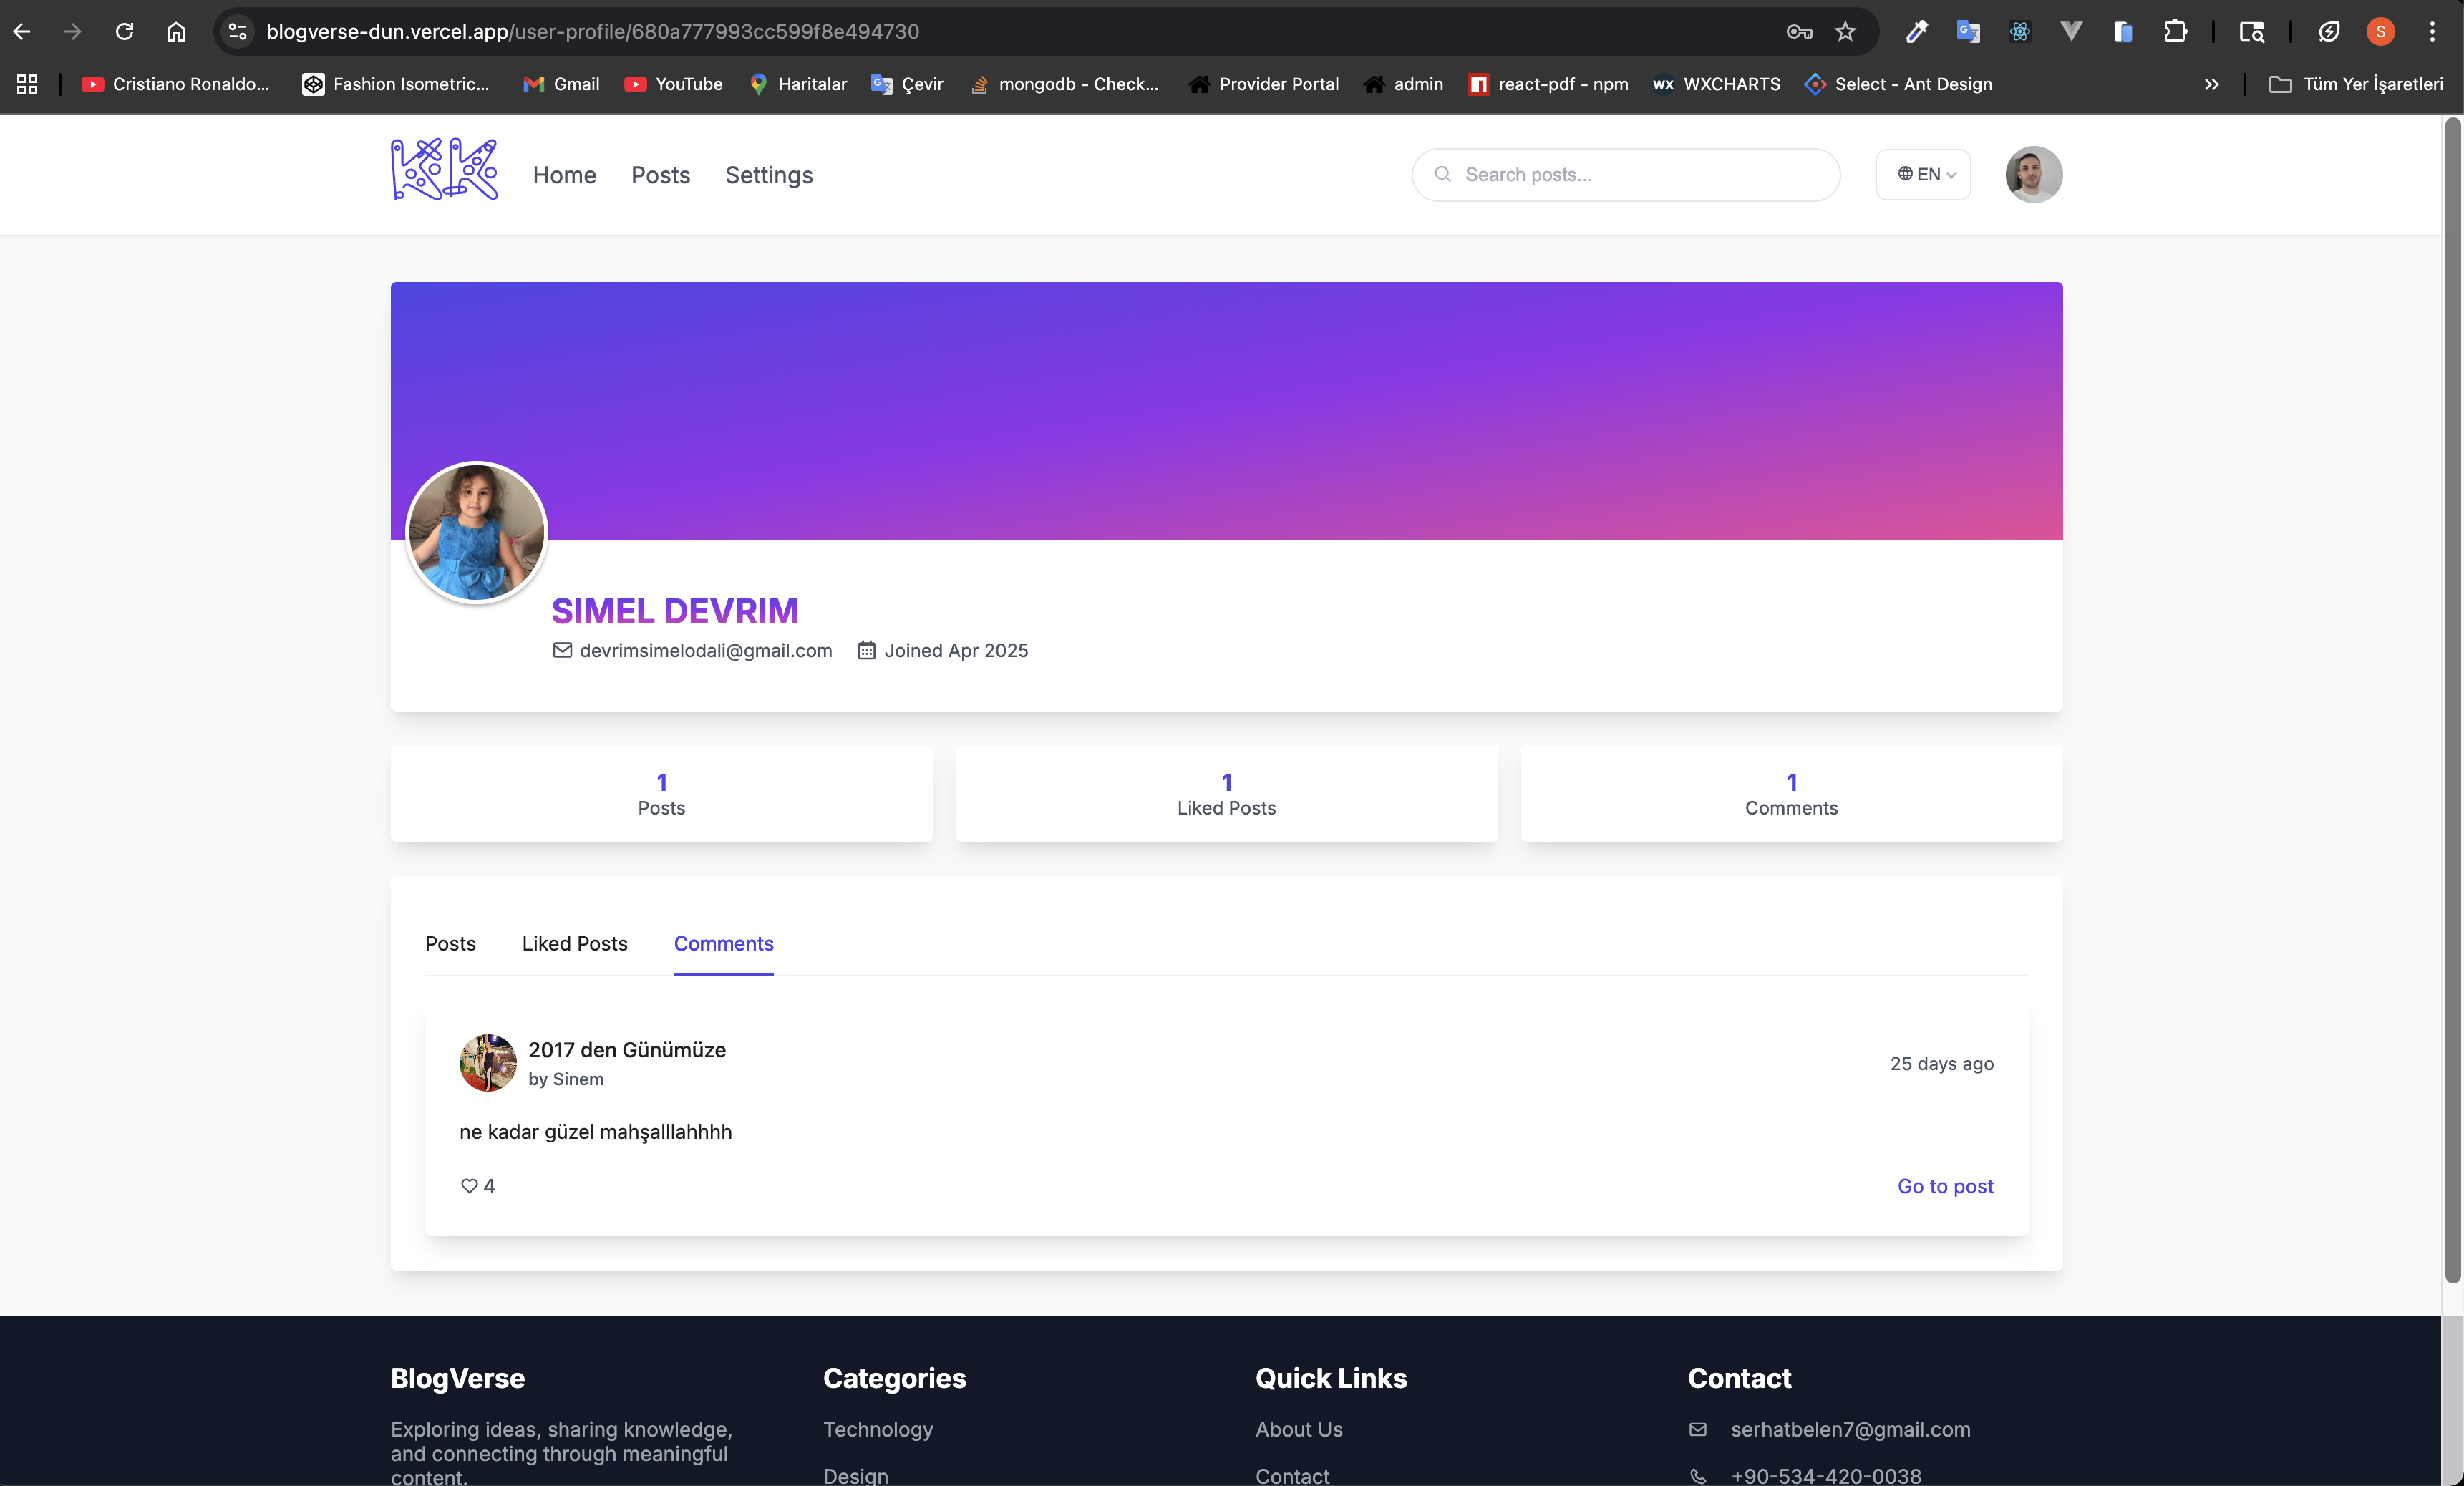 blogverse-dun.vercel.app/user-profile/680a777993cc599f8e494730
S
Cristiano Ronaldo...
Fashion Isometric...
Gmail
YouTube
Haritalar
Çevir
mongodb - Check...
Provider Portal
admin
react-pdf - npm
WX WXCHARTS
Select - Ant Design
Tüm Yer İşaretleri
KK
Home
Posts
Settings
Search posts...
EN
SIMEL DEVRIM
devrimsimelodali@gmail.com
Joined Apr 2025
1
Posts
1
Liked Posts
1
Comments
Posts
Liked Posts
Comments
2017 den Günümüze
25 days ago
by Sinem
ne kadar güzel mahşalllahhhh
4
Go to post
BlogVerse
Categories
Quick Links
Contact
Exploring ideas, sharing knowledge,
and connecting through meaningful
content.
Technology
Design
About Us
Contact
serhatbelen7@gmail.com
+90-534-420-0038